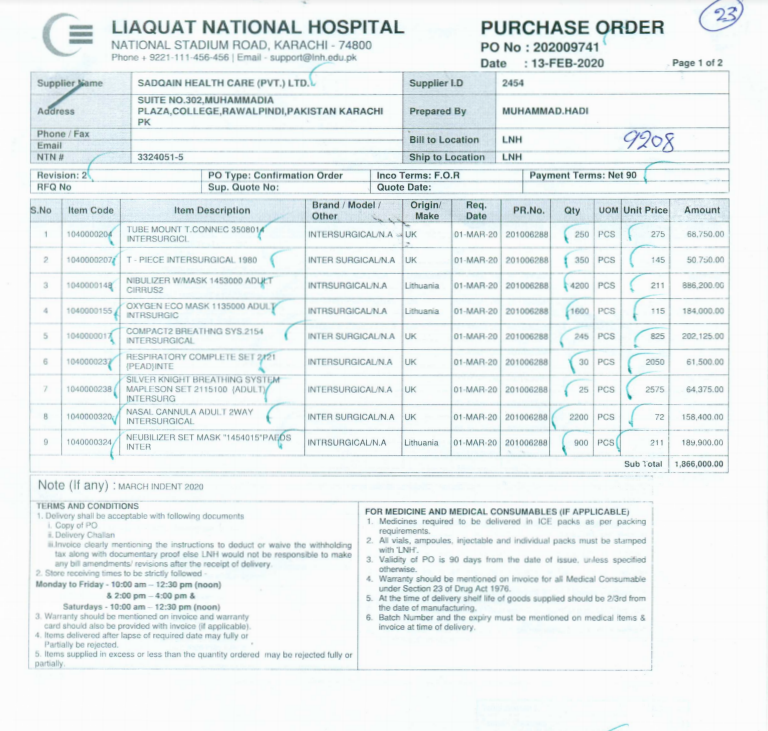 23
LIAQUAT NATIONAL HOSPITAL
NATIONAL STADIUM ROAD, KARACHI - 74800
Phone + 9221-111-456-456 | Email - support@lnh.edu.pk
PURCHASE ORDER
PO No : 202009741
Date : 13-FEB-2020 Page 1 of 2
Supplier Name SADQAIN HEALTH CARE (PVT.) LTD. Supplier I.D 2454
Address SUITE NO.302,MUHAMMADIA PLAZA,COLLEGE,RAWALPINDI,PAKISTAN KARACHI PK Prepared By MUHAMMAD.HADI
Phone / Fax
Email Bill to Location LNH 9208
NTN # 3324051-5 Ship to Location LNH
Revision: 2 PO Type: Confirmation Order Inco Terms: F.O.R Payment Terms: Net 90
RFQ No Sup. Quote No: Quote Date:
S.No Item Code Item Description Brand / Model / Other Origin/ Make Req. Date PR.No. Qty UOM Unit Price Amount
1 1040000204 TUBE MOUNT T.CONNEC 3508014 INTERSURGICL INTERSURGICAL/N.A UK 01-MAR-20 201006288 250 PCS 275 68,750.00
2 1040000207 T - PIECE INTERSURGICAL 1980 INTER SURGICAL/N.A UK 01-MAR-20 201006288 350 PCS 145 50,750.00
3 1040000148 NIBULIZER W/MASK 1453000 ADULT CIRRUS2 INTERSURGICAL/N.A Lithuania 01-MAR-20 201006288 4200 PCS 211 886,200.00
4 1040000155 OXYGEN ECO MASK 1135000 ADULT INTRSURGIC INTRSURGICAL/N.A Lithuania 01-MAR-20 201006288 1600 PCS 115 184,000.00
5 1040000017 COMPACT2 BREATHING SYS.2154 INTERSURGICAL INTER SURGICAL/N.A UK 01-MAR-20 201006288 245 PCS 825 202,125.00
6 1040000237 RESPIRATORY COMPLETE SET 2121 (PEAD)INTE INTERSURGICAL/N.A UK 01-MAR-20 201006288 30 PCS 2050 61,500.00
7 1040000238 SILVER KNIGHT BREATHING SYSTEM MAPLESON SET 2115100 (ADULT) INTERSURG INTERSURGICAL/N.A UK 01-MAR-20 201006288 25 PCS 2575 64,375.00
8 1040000320 NASAL CANNULA ADULT 2WAY INTERSURGICAL INTER SURGICAL/N.A UK 01-MAR-20 201006288 2200 PCS 72 158,400.00
9 1040000324 NEUBILIZER SET MASK "1454015"PAEDS INTER INTRSURGICAL/N.A Lithuania 01-MAR-20 201006288 900 PCS 211 189,900.00
Sub Total 1,866,000.00
Note (If any) : MARCH INDENT 2020
TERMS AND CONDITIONS
1. Delivery shall be acceptable with following documents
i. Copy of PO
ii. Delivery Challan
iii.Invoice clearly mentioning the instructions to deduct or waive the withholding
tax along with documentary proof else LNH would not be responsible to
make any bill amendments/ revisions after the receipt of delivery.
2. Store receiving times to be strictly followed -
Monday to Friday - 10:00 am – 12:30 pm (noon)
& 2:00 pm – 4:00 pm &
Saturdays - 10:00 am – 12:30 pm (noon)
3. Warranty should be mentioned on invoice and warranty
card should also be provided with invoice (if applicable).
4. Items delivered after lapse of required date may fully or
Partially be rejected.
5. Items supplied in excess or less than the quantity ordered may be rejected fully or
partially.
FOR MEDICINE AND MEDICAL CONSUMABLES (IF APPLICABLE)
1. Medicines required to be delivered in ICE packs as per packing
requirements.
2. All vials, ampoules, injectable and individual packs must be stamped
with 'LNH'.
3. Validity of PO is 90 days from the date of issue, unless specified
otherwise.
4. Warranty should be mentioned on invoice for all Medical Consumable
under Section 23 of Drug Act 1976.
5. At the time of delivery shelf life of goods supplied should be 2/3rd from
the date of manufacturing.
6. Batch Number and the expiry must be mentioned on medical items &
invoice at time of delivery.